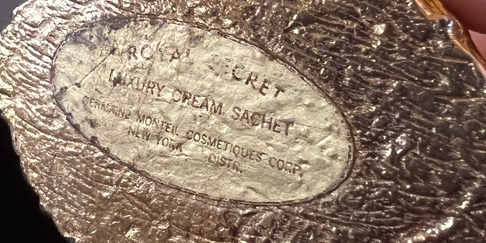 ROYAL SECRET
LUXURY CREAM SACHET
GERMAINE MONTEIL COSMETIQUES CORP.
NEW YORK DISTR.